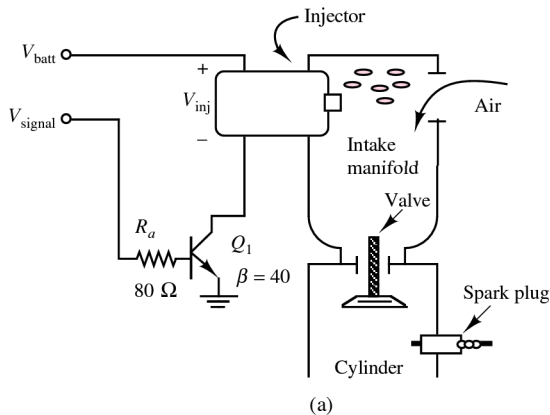 Injector
V_batt
+
V_inj
V_signal
−
Air
Intake
manifold
Valve
R_a
Q_1
80 Ω
β = 40
Spark plug
Cylinder
(a)